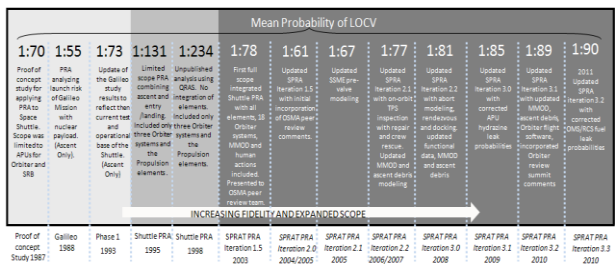 Mean Probability of LOCV
1:70
Proof of
concept
study for
applying
PRA to
Space
Shuttle.
Scope was
limited to
APUs for
Orbiter and
SRB
1:55
PRA
analyzing
launch risk
of Galileo
Mission
with
nuclear
payload.
(Ascent
Only).
1:73
Update of
the Galileo
study
results to
reflect then
current test
and
operational
base of the
Shuttle.
(Ascent
Only)
1:131
Limited
scope PRA
combining
ascent and
entry
/landing.
Included only
three Orbiter
systems and
the
Propulsion
elements.
1:234
Unpublished
analysis using
QRAS. No
integration of
elements.
Included only
three Orbiter
systems and
the Propulsion
elements.
1:78
First full
scope
integrated
Shuttle PRA
with all
elements, 18
Orbiter
systems,
MMOD and
human
actions
included.
Presented to
OSMA peer
review team.
1:61
Updated
SPRA
Iteration 1.5
with initial
incorporation
of OSMA peer
review
comments.
1:67
Updated
SSME pre-
valve
modeling
1:77
Updated
SPRA
Iteration
2.1 with
on-orbit
TPS
inspection
with repair
and crew
rescue.
Updated
MMOD and
ascent debris
modeling
1:81
Updated
SPRA
Iteration 2.2
with abort
modeling,
rendezvous
and docking,
updated
functional
data, MMOD
and ascent
debris
1:85
Updated
SPRA
Iteration 3.0
with
corrected
APU
hydrazine
leak
probabilities
1:89
Updated
SPRA
Iteration 3.1
with updated
MMOD,
ascent debris,
Orbiter flight
software,
incorporated
Orbiter
review
summit
comments
1:90
2011
Updated
SPRA
iteration 3.2
with
corrected
OMS/RCS
fuel leak
probabilities
INCREASING FIDELITY AND EXPANDED SCOPE
Proof of
concept
Study 1987
Galileo
1988
Phase 1
1993
Shuttle PRA
1995
Shuttle PRA
1998
SPRAT PRA
Iteration 1.5
2003
SPRAT PRA
Iteration 2.0
2004/2005
SPRAT PRA
Iteration 2.1
2005
SPRAT PRA
Iteration 2.2
2006/2007
SPRAT PRA
Iteration 3.0
2008
SPRAT PRA
Iteration 3.1
2009
SPRAT PRA
Iteration 3.2
2010
SPRAT PRA
Iteration 3.3
2010